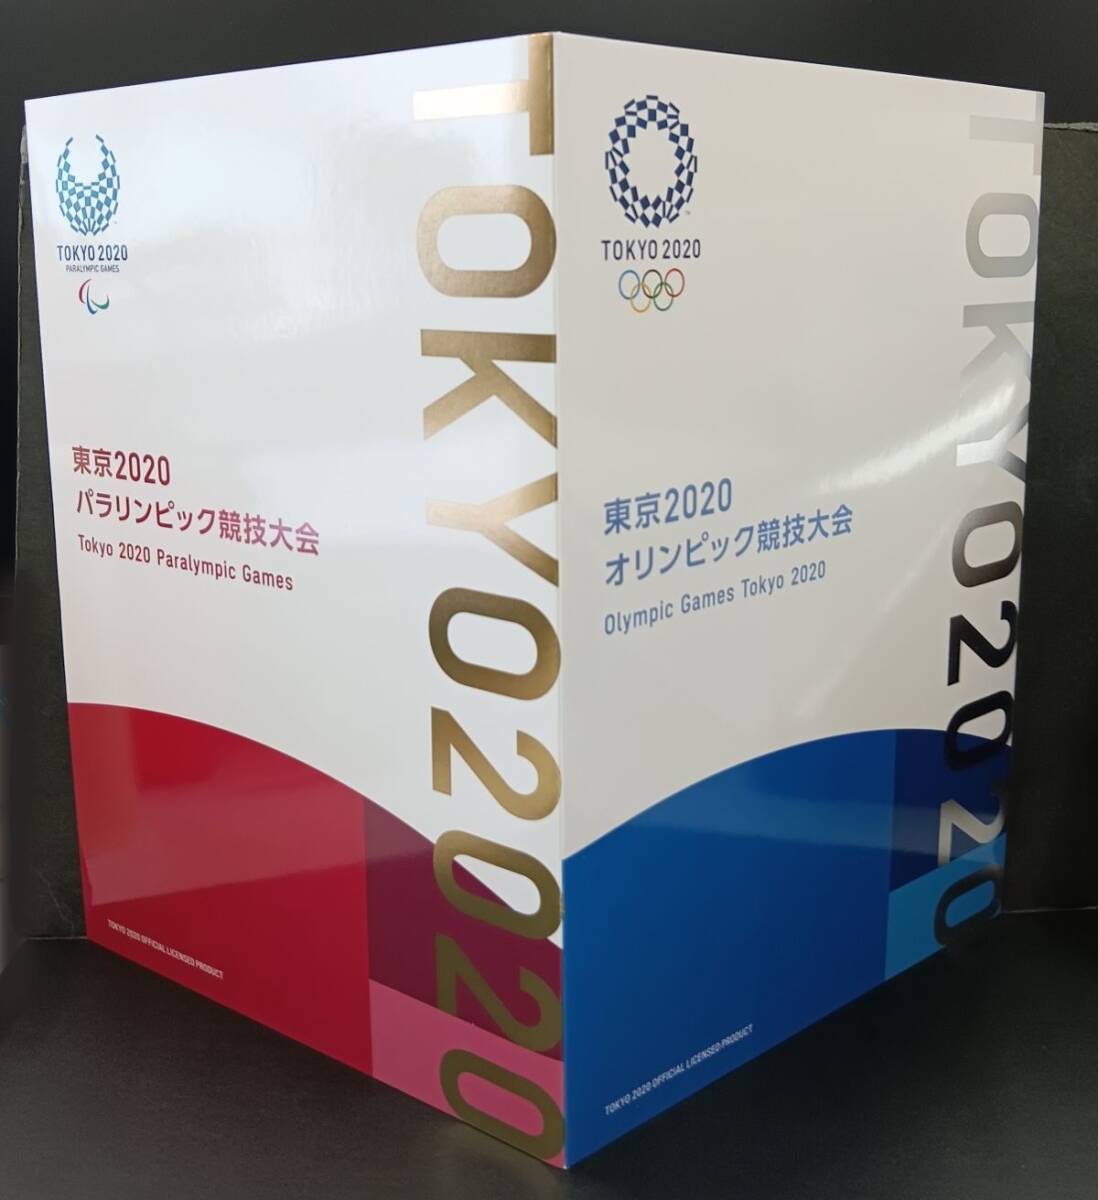 TOKYO 2020
PARALYMPIC GAMES
東京2020
パラリンピック競技大会
Tokyo 2020 Paralympic Games
TOKYO 2020 OFFICIAL LICENSED PRODUCT
TOKYO2020
TOKYO 2020
東京2020
オリンピック競技大会
Olympic Games Tokyo 2020
TOKYO 2020 OFFICIAL LICENSED PRODUCT
TOKYO2020